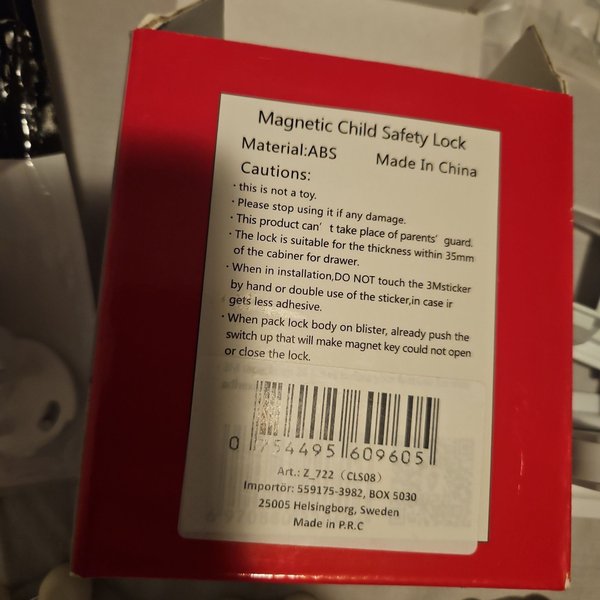 Magnetic Child Safety Lock
Material:ABS Made In China
Cautions:
· this is not a toy.
· Please stop using it if any damage.
· This product can' t take place of parents' guard.
· The lock is suitable for the thickness within 35mm
of the cabiner for drawer.
· When in installation,DO NOT touch the 3Msticker
by hand or double use of the sticker,in case ir
gets less adhesive.
· When pack lock body on blister, already push the
switch up that will make magnet key could not open
or close the lock.
0 754495 609605
Art.: Z_722 (CLS08)
Importör: 559175-3982, BOX 5030
25005 Helsingborg, Sweden
Made in P.R.C